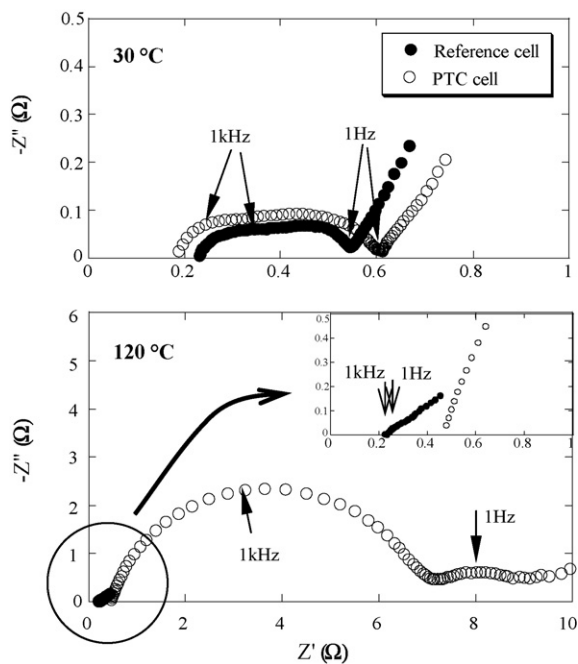 0.5
30 °C
Reference cell
PTC cell
0.4
0.3
-Z" (Ω)
1kHz
1Hz
0.2
0.1
0
0 0.2 0.4 0.6 0.8 1
6
120 °C
0.5
0.4
0.3
0.2
0.1
0
1kHz
1Hz
0 0.2 0.4 0.6 0.8 1
5
4
-Z" (Ω)
3
2
1
0
1kHz
1Hz
0 2 4 6 8 10
Z' (Ω)